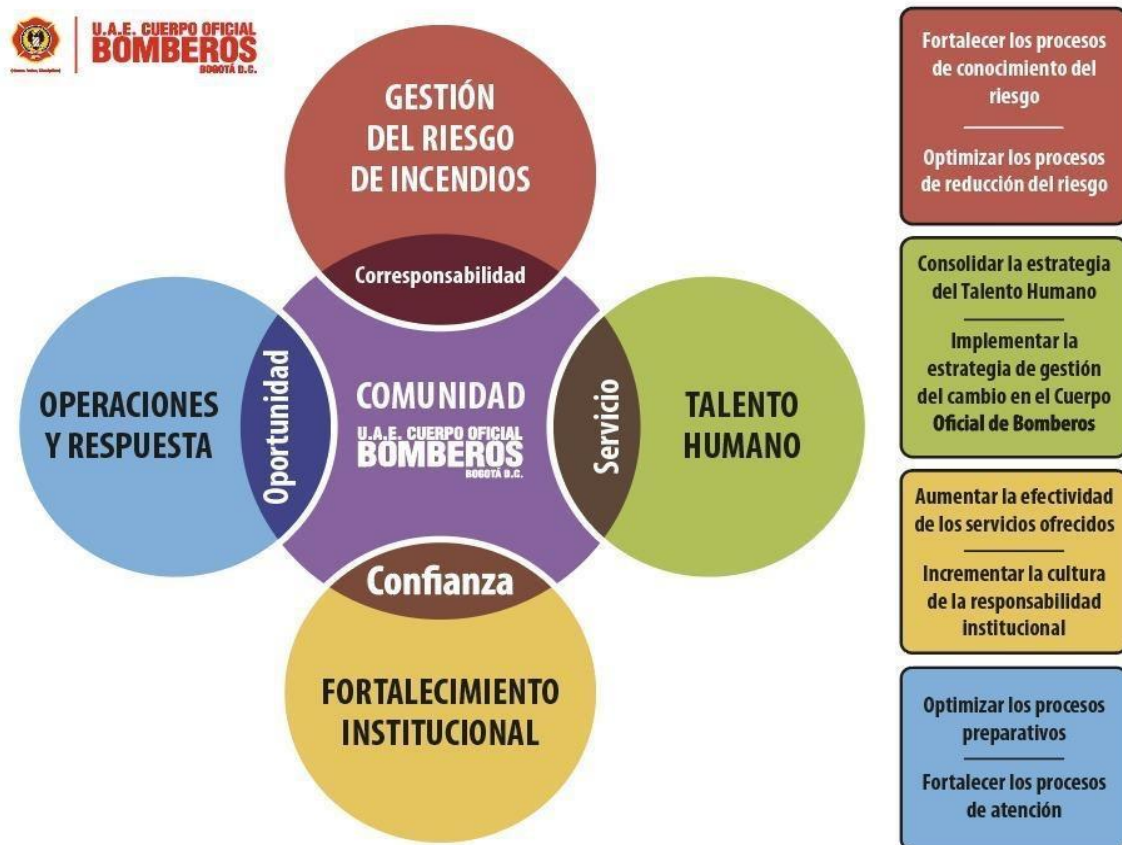 U.A.E. CUERPO OFICIAL
BOMBEROS
BOGOTÁ D.C.
GESTIÓN
DEL RIESGO
DE INCENDIOS
Corresponsabilidad
OPERACIONES
Y RESPUESTA
Oportunidad
COMUNIDAD
U.A.E. CUERPO OFICIAL
BOMBEROS
BOGOTÁ D.C.
Servicio
TALENTO
HUMANO
Confianza
FORTALECIMIENTO
INSTITUCIONAL
Fortalecer los procesos
de conocimiento del
riesgo
Optimizar los procesos
de reducción del riesgo
Consolidar la estrategia
del Talento Humano
Implementar la
estrategia de gestión
del cambio en el Cuerpo
Oficial de Bomberos
Aumentar la efectividad
de los servicios ofrecidos
Incrementar la cultura
de la responsabilidad
institucional
Optimizar los procesos
preparativos
Fortalecer los procesos
de atención